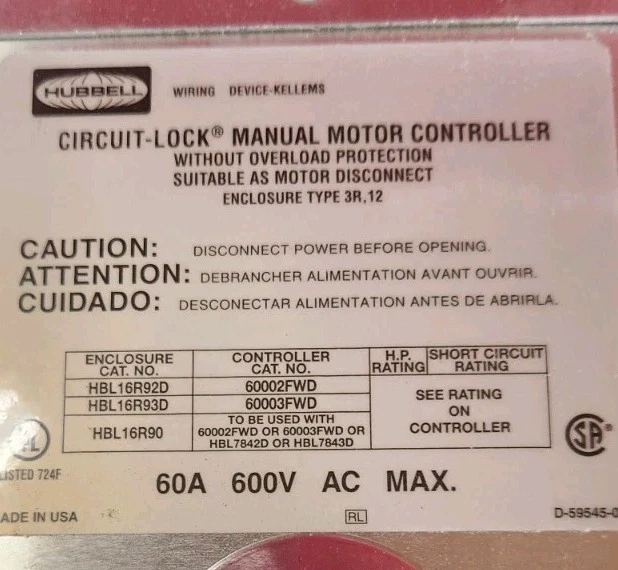 HUBBELL WIRING DEVICE-KELLEMS
CIRCUIT-LOCK® MANUAL MOTOR CONTROLLER
WITHOUT OVERLOAD PROTECTION
SUITABLE AS MOTOR DISCONNECT
ENCLOSURE TYPE 3R,12
CAUTION: DISCONNECT POWER BEFORE OPENING.
ATTENTION: DEBRANCHER ALIMENTATION AVANT OUVRIR.
CUIDADO: DESCONECTAR ALIMENTACION ANTES DE ABRIRLA.
ENCLOSURE CAT. NO. CONTROLLER CAT. NO. H.P. RATING SHORT CIRCUIT RATING
HBL16R92D 60002FWD
HBL16R93D 60003FWD
HBL16R90 TO BE USED WITH
60002FWD OR 60003FWD OR
HBL7842D OR HBL7843D
SEE RATING
ON
CONTROLLER
UL
LISTED 724F
SA
60A 600V AC MAX.
ADE IN USA RL D-59545-0